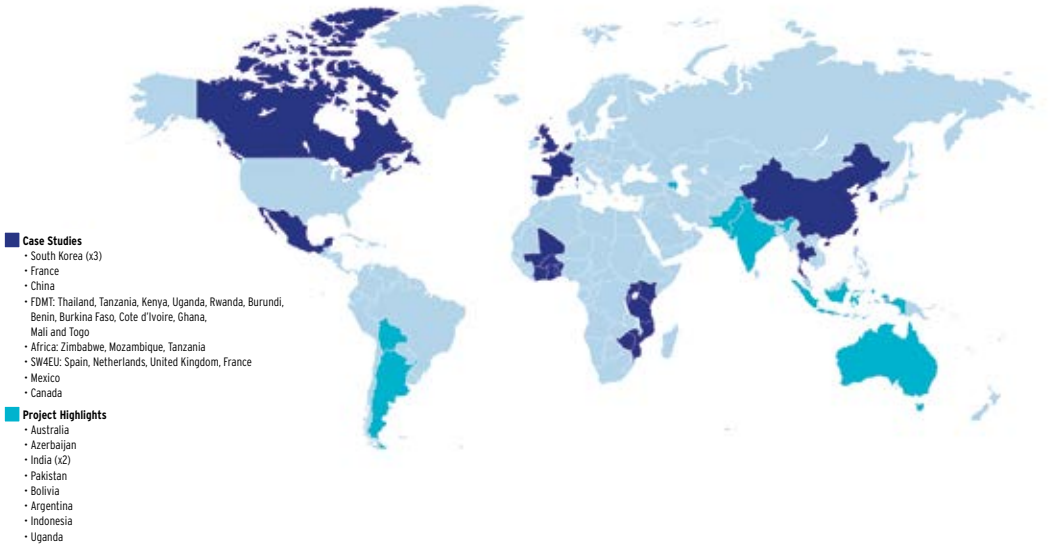 Case Studies
· South Korea (x3)
· France
· China
· FDMT: Thailand, Tanzania, Kenya, Uganda, Rwanda, Burundi,
Benin, Burkina Faso, Cote d'Ivoire, Ghana,
Mali and Togo
· Africa: Zimbabwe, Mozambique, Tanzania
· SW4EU: Spain, Netherlands, United Kingdom, France
· Mexico
· Canada
Project Highlights
· Australia
· Azerbaijan
· India (x2)
· Pakistan
· Bolivia
· Argentina
· Indonesia
· Uganda